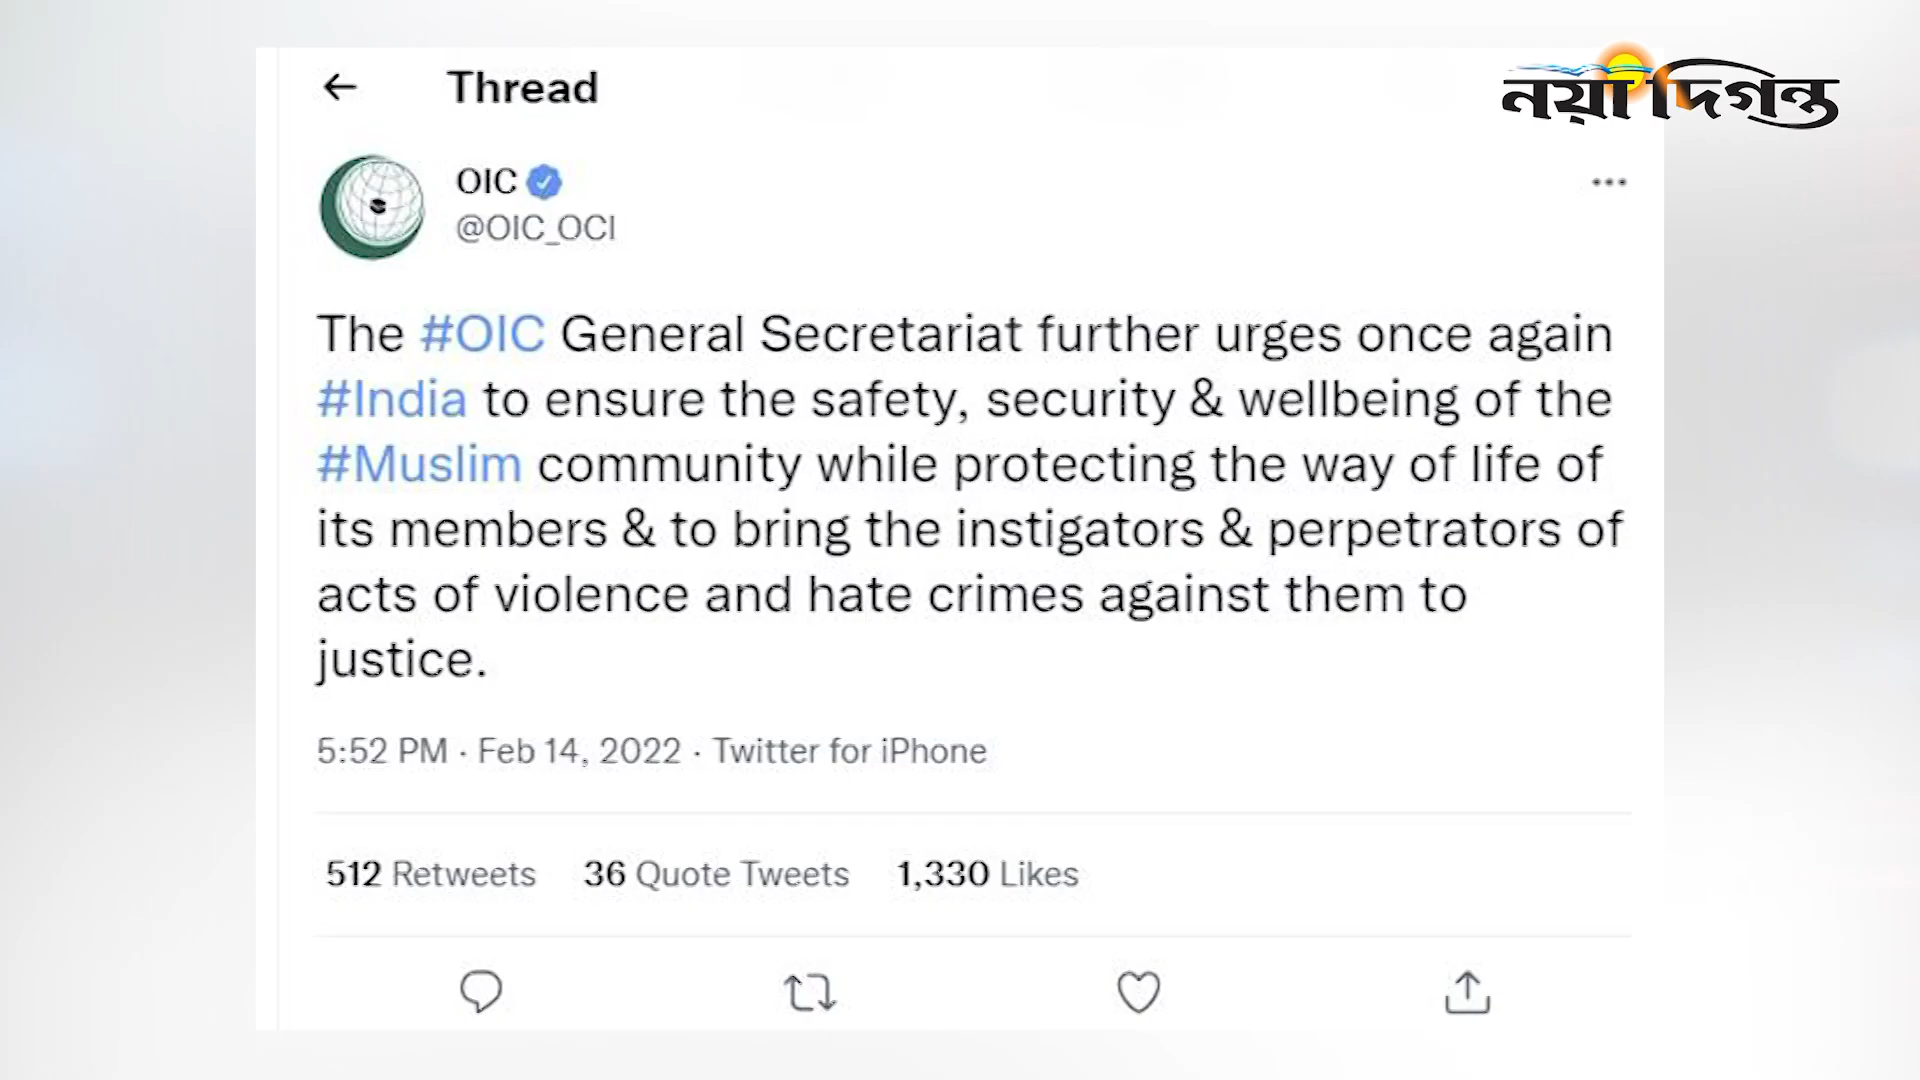 Thread
নয়া দিগন্ত
OIC
@OIC_OCI
The #OIC General Secretariat further urges once again
#India to ensure the safety, security & wellbeing of the
#Muslim community while protecting the way of life of
its members & to bring the instigators & perpetrators of
acts of violence and hate crimes against them to
justice.
5:52 PM · Feb 14, 2022 · Twitter for iPhone
512 Retweets 36 Quote Tweets 1,330 Likes